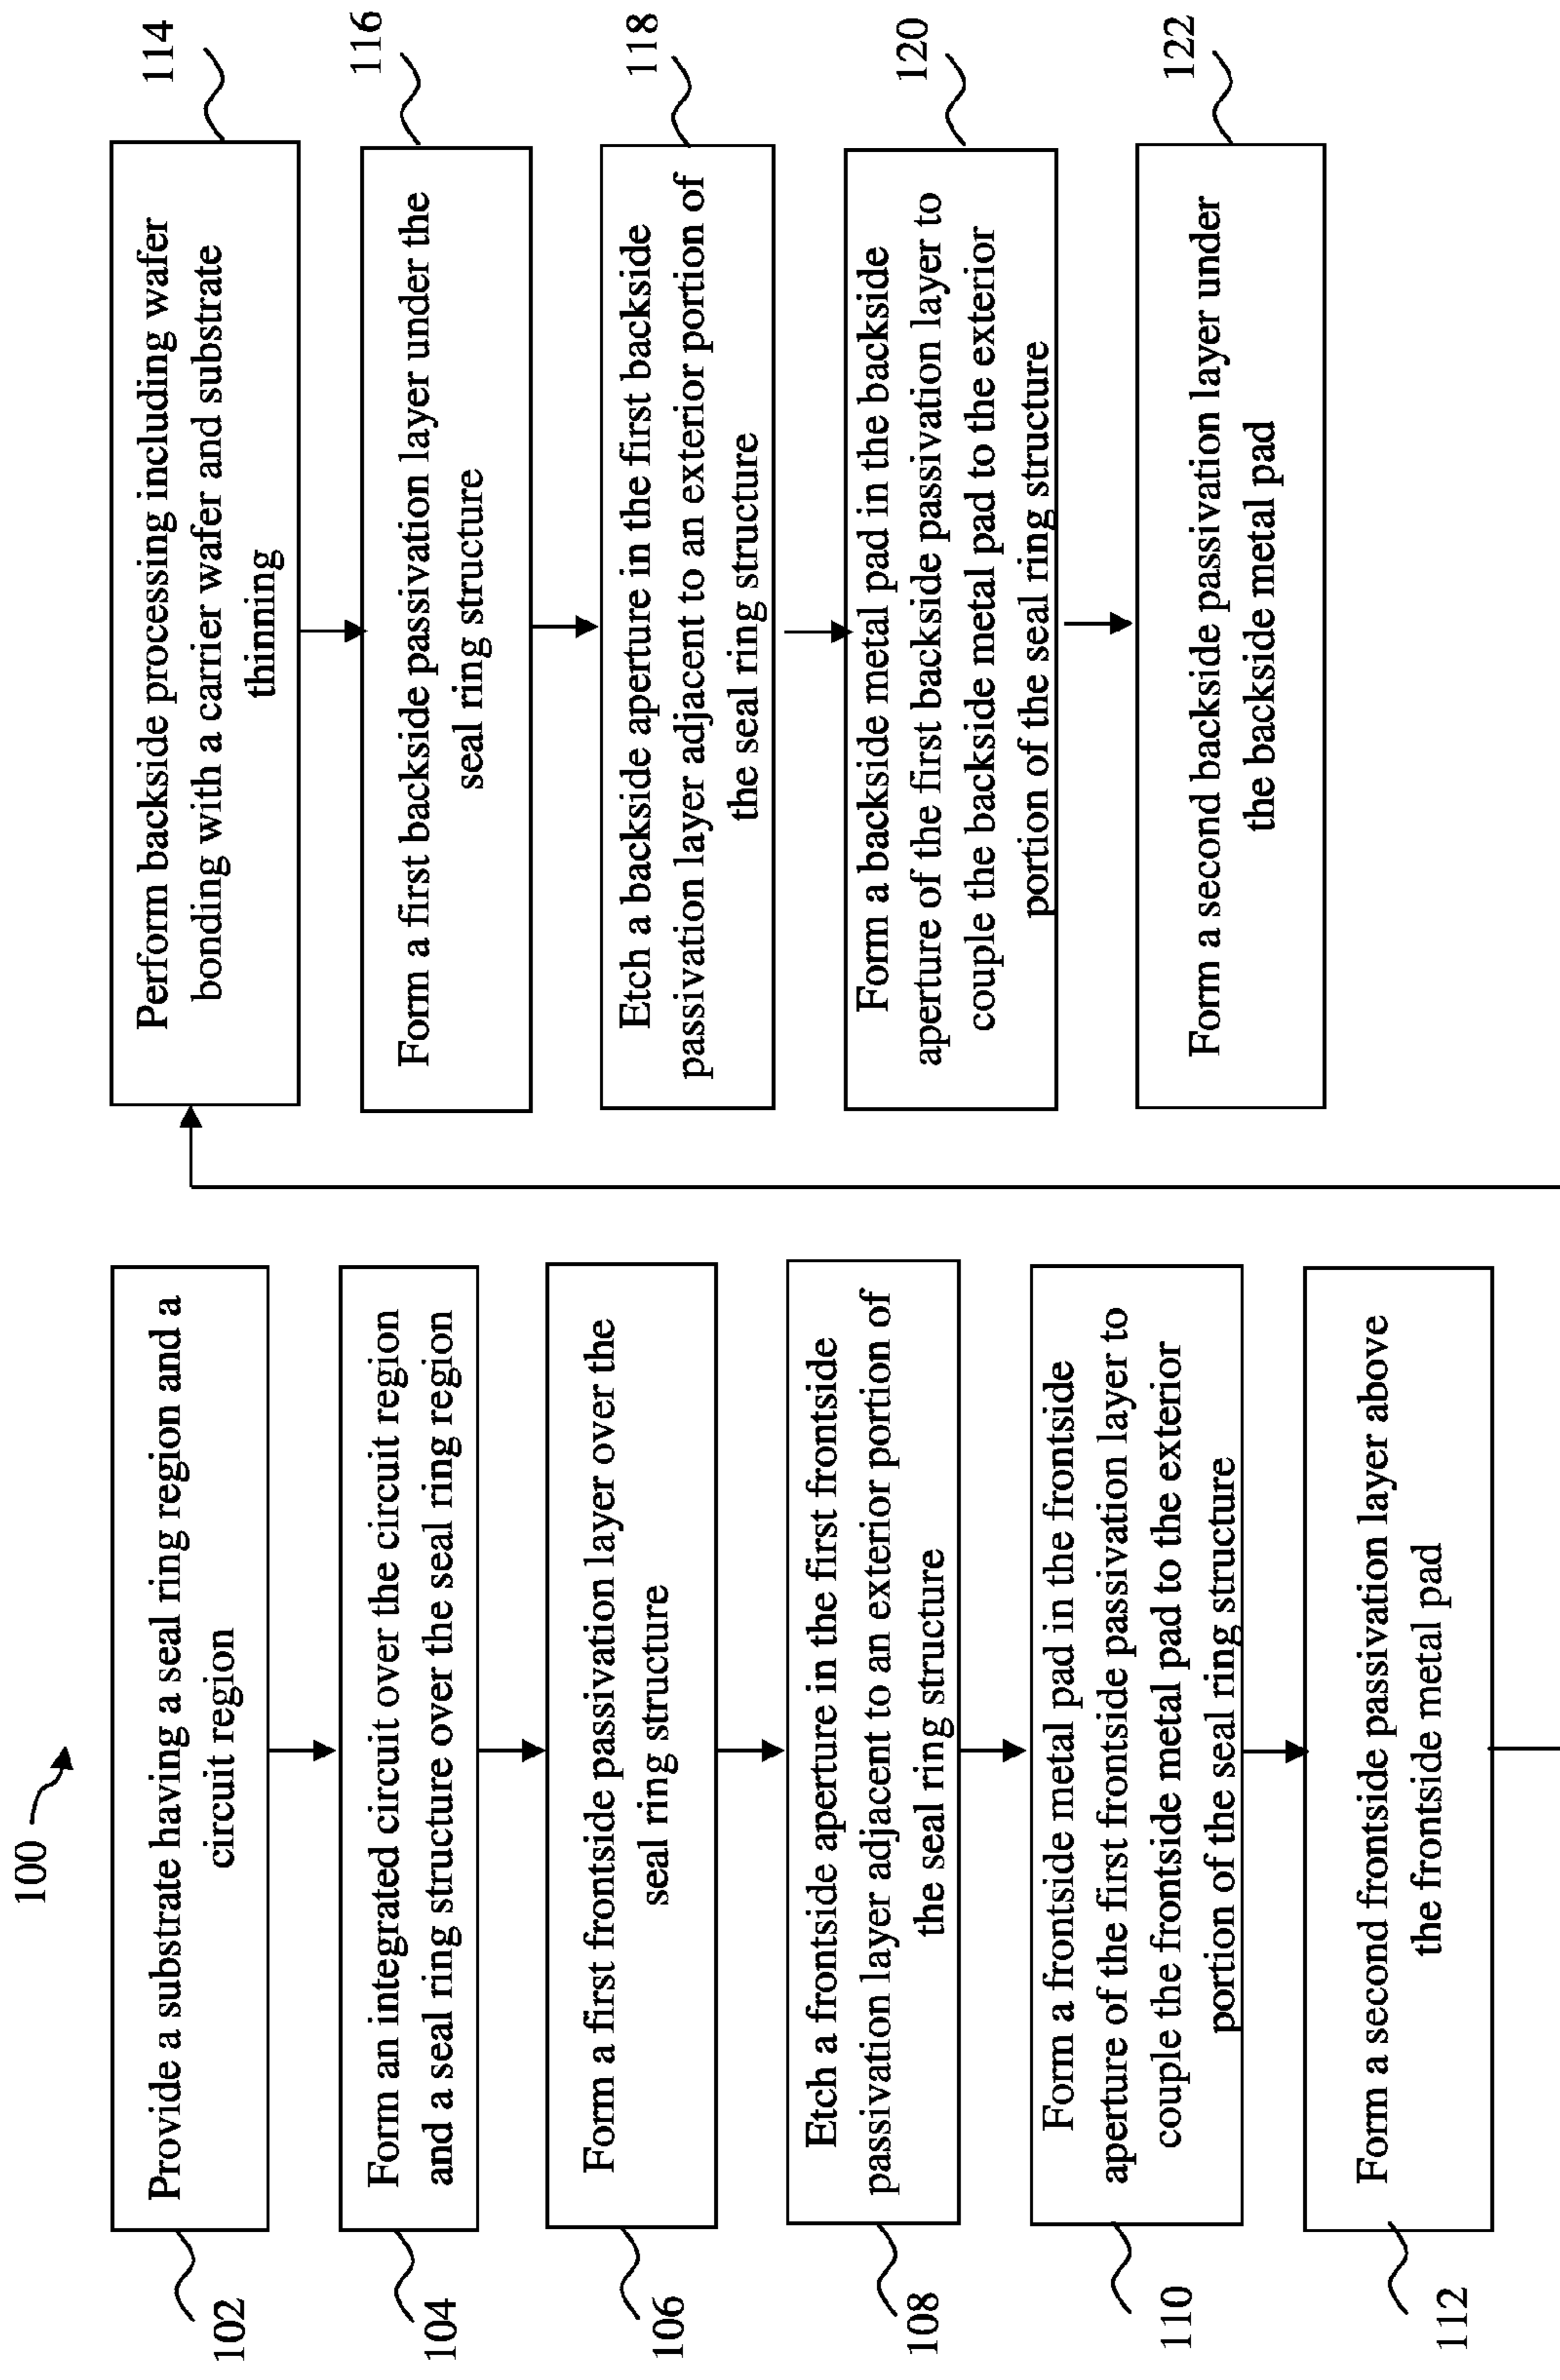 100
102
Provide a substrate having a seal ring region and a
circuit region
104
Form an integrated circuit over the circuit region
and a seal ring structure over the seal ring region
106
Form a first frontside passivation layer over the
seal ring structure
108
Etch a frontside aperture in the first frontside
passivation layer adjacent to an exterior portion of
the seal ring structure
110
Form a frontside metal pad in the frontside
aperture of the first frontside passivation layer to
couple the frontside metal pad to the exterior
portion of the seal ring structure
112
Form a second frontside passivation layer above
the frontside metal pad
114
Perform backside processing including wafer
bonding with a carrier wafer and substrate
thinning
116
Form a first backside passivation layer under the
seal ring structure
118
Etch a backside aperture in the first backside
passivation layer adjacent to an exterior portion of
the seal ring structure
120
Form a backside metal pad in the backside
aperture of the first backside passivation layer to
couple the backside metal pad to the exterior
portion of the seal ring structure
122
Form a second backside passivation layer under
the backside metal pad